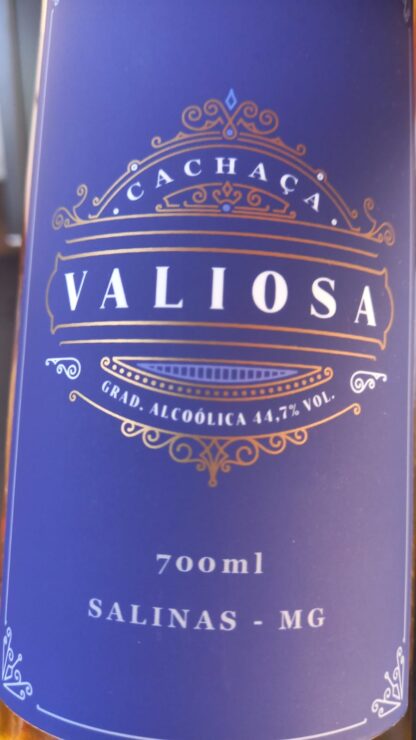 CACHAÇA
VALIOSA
GRAD. ALCOÓLICA 44,7% VOL.
700ml
SALINAS - MG